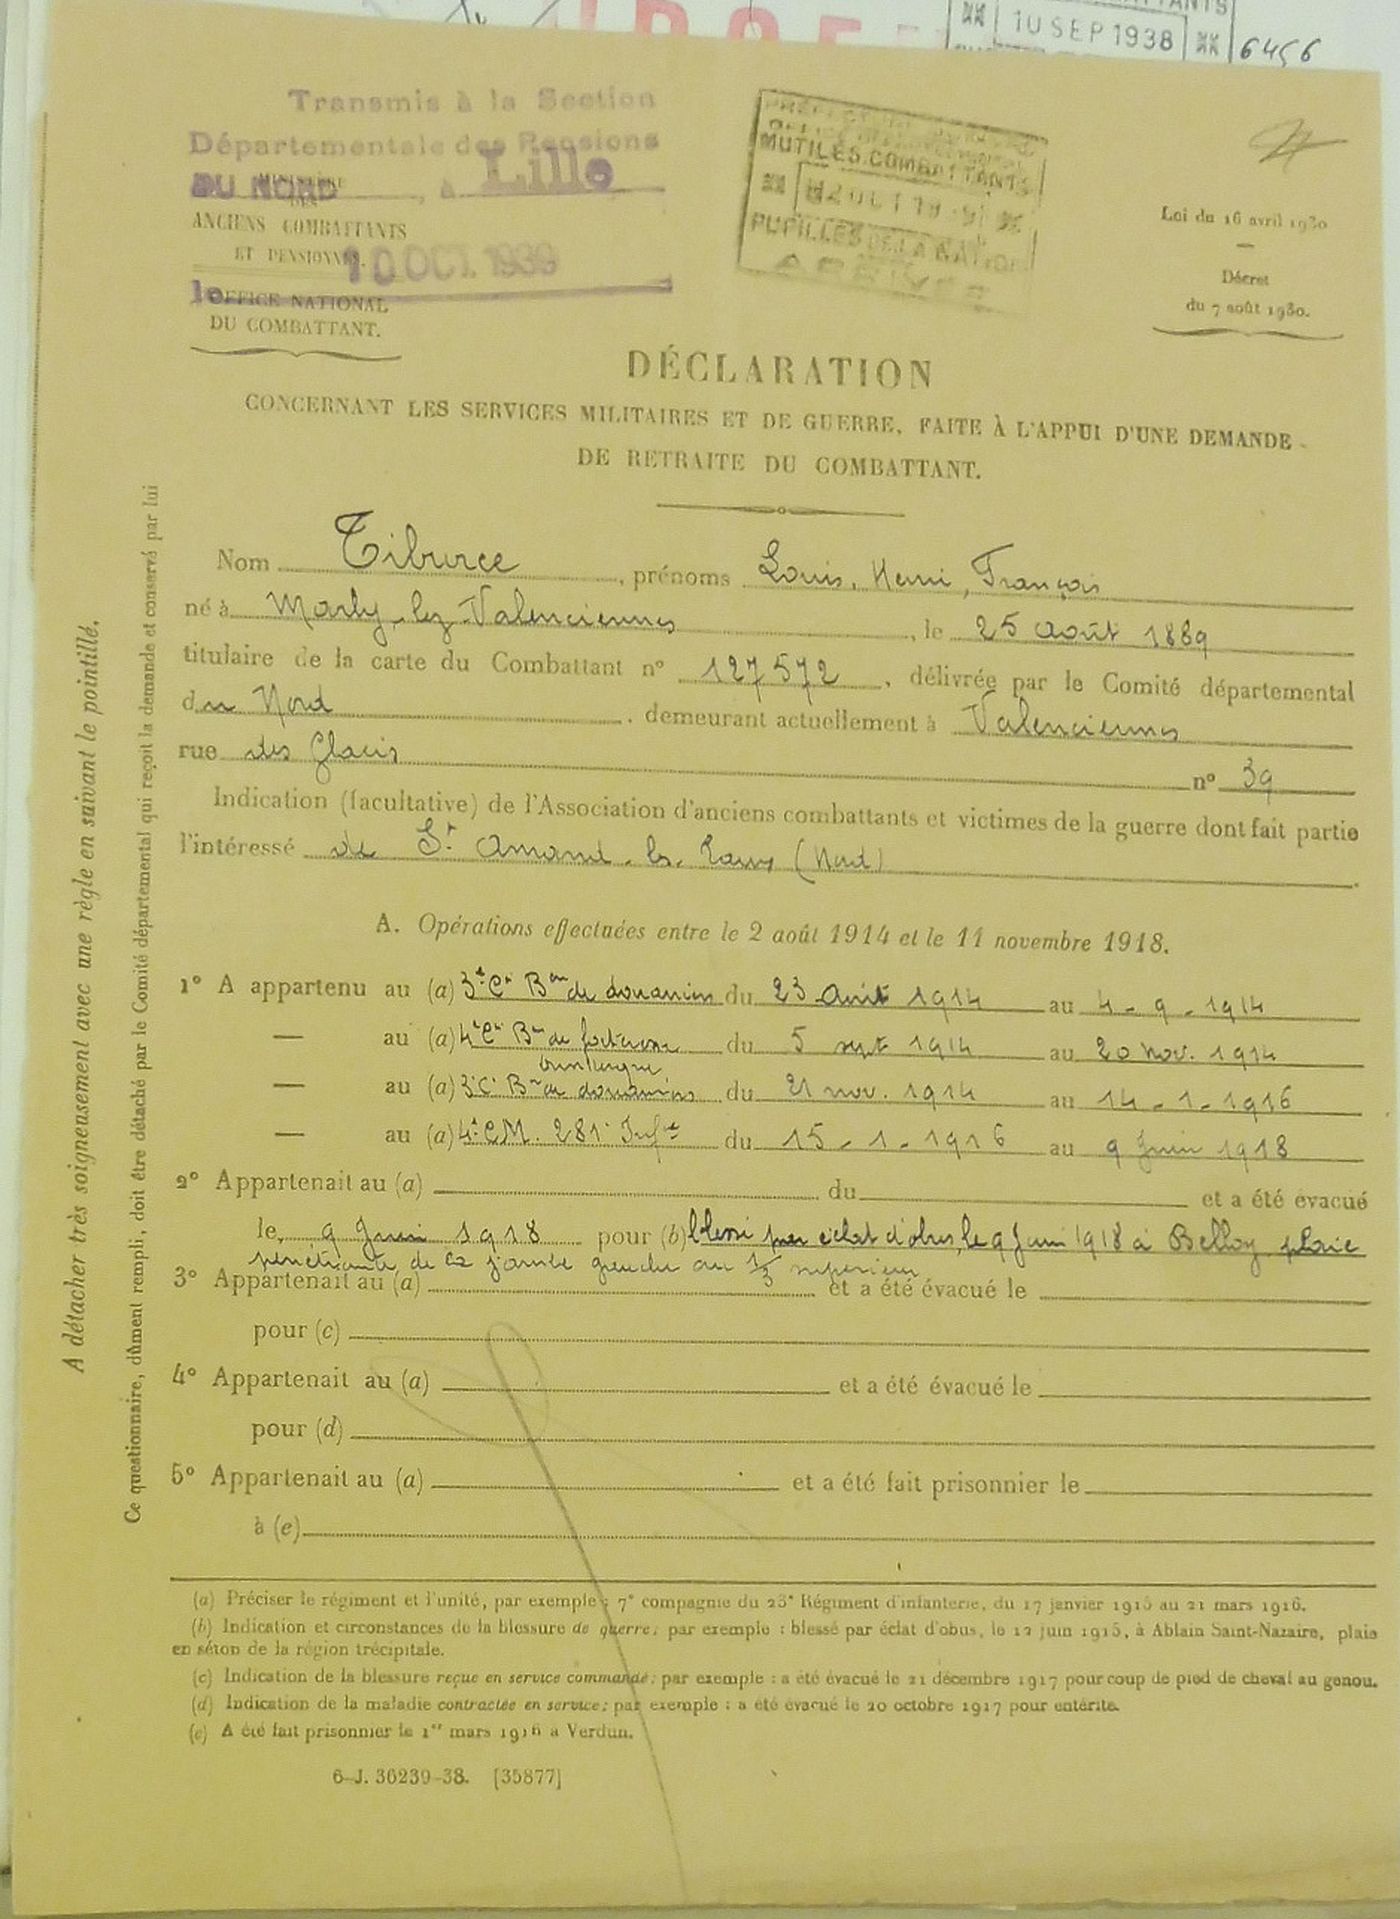 10 SEP 1938
6456
Transmis à la Section
Départementale des Pensions
DU NORD, à Lille
MINISTÈRE
DES
ANCIENS COMBATTANTS
ET PENSIONNÉS.
10 OCT. 1939
le
OFFICE NATIONAL
DU COMBATTANT.
MUTILÉS. COMBATTANTS
PUPILLES DE LA NATION
ARRIVÉE
Loi du 16 avril 1930
Décret
du 7 août 1930.
DÉCLARATION
CONCERNANT LES SERVICES MILITAIRES ET DE GUERRE, FAITE À L'APPUI D'UNE DEMANDE
DE RETRAITE DU COMBATTANT.
Nom Tiburce, prénoms Louis, Henri, François
né à Marly-lez-Valenciennes, le 25 août 1889
titulaire de la carte du Combattant n° 127572, délivrée par le Comité départemental
du Nord, demeurant actuellement à Valenciennes
rue des Glacis n° 39
Indication (facultative) de l'Association d'anciens combattants et victimes de la guerre dont fait partie
l'intéressé de St Amand-les-Eaux (Nord)
A. Opérations effectuées entre le 2 août 1914 et le 11 novembre 1918.
1° A appartenu au (a) 3e Cie Bon de douaniers du 23 Août 1914 au 4-9-1914
— au (a) 4e Cie Bon de forteresse du 5 sept 1914 au 20 nov. 1914
Dunkerque
— au (a) 3e Cie Bon de douaniers du 21 nov. 1914 au 14-1-1916
— au (a) 4e CM. 281e Infie du 15-1-1916 au 9 Juin 1918
2° Appartenait au (a) du et a été évacué
le 9 Juin 1918 pour (b) blessé par éclat d'obus, le 9 Juin 1918 à Belloy plaie
pénétrante de la jambe gauche au 1/3 supérieur
3° Appartenait au (a) et a été évacué le
pour (c)
4° Appartenait au (a) et a été évacué le
pour (d)
5° Appartenait au (a) et a été fait prisonnier le
à (e)
(a) Préciser le régiment et l'unité, par exemple : 7e compagnie du 23e Régiment d'infanterie, du 17 janvier 1915 au 21 mars 1916.
(b) Indication et circonstances de la blessure de guerre; par exemple : blessé par éclat d'obus, le 12 juin 1915, à Ablain Saint-Nazaire, plaie
en séton de la région trécipitale.
(c) Indication de la blessure reçue en service commandé; par exemple : a été évacué le 21 décembre 1917 pour coup de pied de cheval au genou.
(d) Indication de la maladie contractée en service; par exemple : a été évacué le 20 octobre 1917 pour entérite.
(e) A été fait prisonnier le 1er mars 1916 à Verdun.
6-J. 36239-38. [35877]
A détacher très soigneusement avec une règle en suivant le pointillé.
Ce questionnaire, dûment rempli, doit être détaché par le Comité départemental qui reçoit la demande et conservé par lui